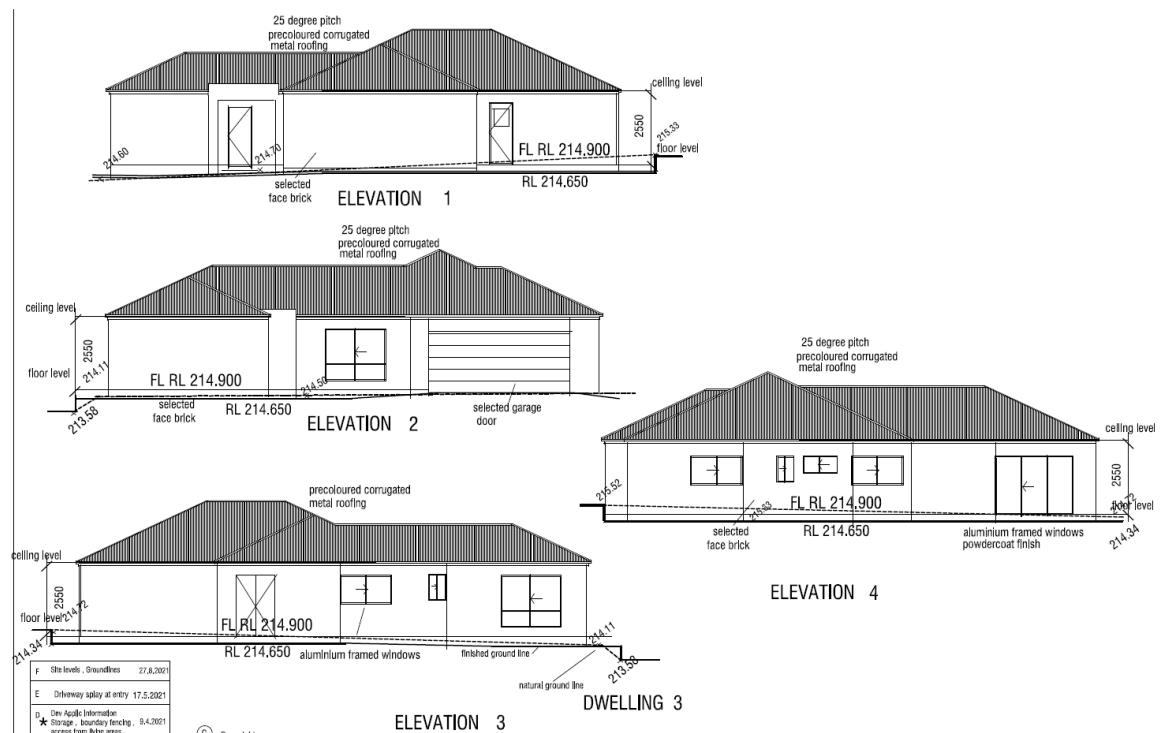 25 degree pitch
precoloured corrugated
metal roofing
ceiling level
2550
215.33
floor level
214.60
214.70
FL RL 214.900
RL 214.650
selected
face brick
ELEVATION 1
25 degree pitch
precoloured corrugated
metal roofing
ceiling level
2550
floor level
214.11
FL RL 214.900
214.50
213.58
selected
face brick
RL 214.650
selected garage
door
ELEVATION 2
25 degree pitch
precoloured corrugated
metal roofing
ceiling level
2550
215.52
FL RL 214.900
floor level
214.34
selected
face brick
RL 214.650
aluminium framed windows
powdercoat finish
ELEVATION 4
precoloured corrugated
metal roofing
ceiling level
2550
214.72
floor level
214.34
FL RL 214.900
RL 214.650
aluminium framed windows
finished ground line
214.11
213.58
natural ground line
DWELLING 3
ELEVATION 3
F Site levels , Groundlines 27.8.2021
E Driveway splay at entry 17.5.2021
D Dev Applic Information
Storage , boundary fencing , 9.4.2021
access from living areas